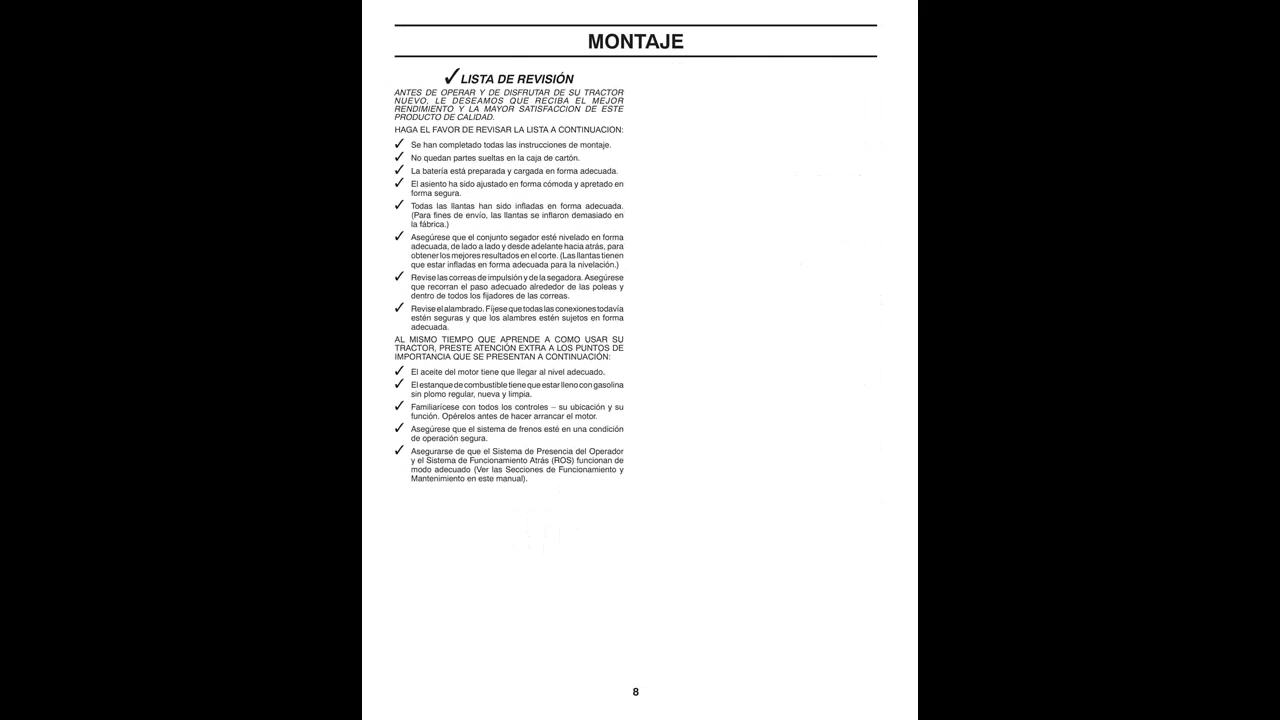 MONTAJE
✓ LISTA DE REVISIÓN
ANTES DE OPERAR Y DE DISFRUTAR DE SU TRACTOR
NUEVO, LE DESEAMOS QUE RECIBA EL MEJOR
RENDIMIENTO Y LA MAYOR SATISFACCION DE ESTE
PRODUCTO DE CALIDAD.
HAGA EL FAVOR DE REVISAR LA LISTA A CONTINUACION:
✓ Se han completado todas las instrucciones de montaje.
✓ No quedan partes sueltas en la caja de cartón.
✓ La batería está preparada y cargada en forma adecuada.
✓ El asiento ha sido ajustado en forma cómoda y apretado en
forma segura.
✓ Todas las llantas han sido infladas en forma adecuada.
(Para fines de envío, las llantas se inflaron demasiado en
la fábrica.)
✓ Asegúrese que el conjunto segador esté nivelado en forma
adecuada, de lado a lado y desde adelante hacia atrás, para
obtener los mejores resultados en el corte. (Las llantas tienen
que estar infladas en forma adecuada para la nivelación.)
✓ Revise las correas de impulsión y de la segadora. Asegúrese
que recorran el paso adecuado alrededor de las poleas y
dentro de todos los fijadores de las correas.
✓ Revise el alambrado. Fíjese que todas las conexiones todavía
estén seguras y que los alambres estén sujetos en forma
adecuada.
AL MISMO TIEMPO QUE APRENDE A COMO USAR SU
TRACTOR, PRESTE ATENCIÓN EXTRA A LOS PUNTOS DE
IMPORTANCIA QUE SE PRESENTAN A CONTINUACIÓN:
✓ El aceite del motor tiene que llegar al nivel adecuado.
✓ El estanque de combustible tiene que estar lleno con gasolina
sin plomo regular, nueva y limpia.
✓ Familiarícese con todos los controles – su ubicación y su
función. Opérelos antes de hacer arrancar el motor.
✓ Asegúrese que el sistema de frenos esté en una condición
de operación segura.
✓ Asegurarse de que el Sistema de Presencia del Operador
y el Sistema de Funcionamiento Atrás (ROS) funcionan de
modo adecuado (Ver las Secciones de Funcionamiento y
Mantenimiento en este manual).
8